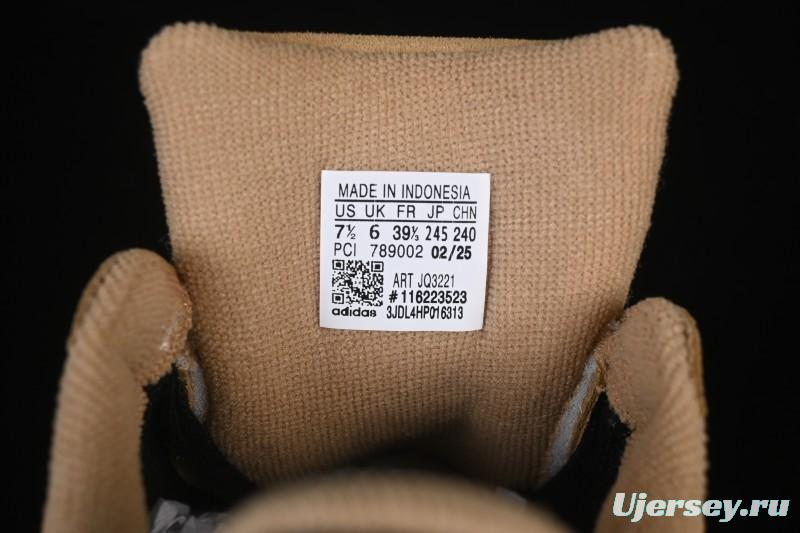 MADE IN INDONESIA
US UK FR JP CHN
7½ 6 39⅓ 245 240
PCI 789002 02/25
ART JQ3221
#116223523
adidas 3JDL4HP016313
Ujersey.ru